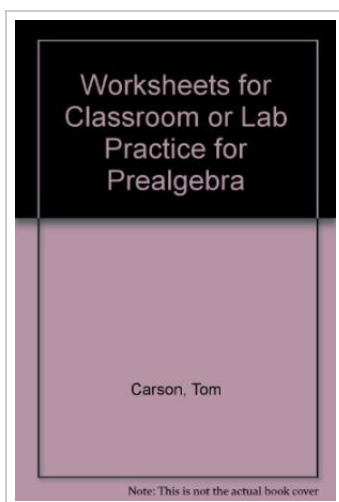 Worksheets for
Classroom or Lab
Practice for
Prealgebra
Carson, Tom
Note: This is not the actual book cover